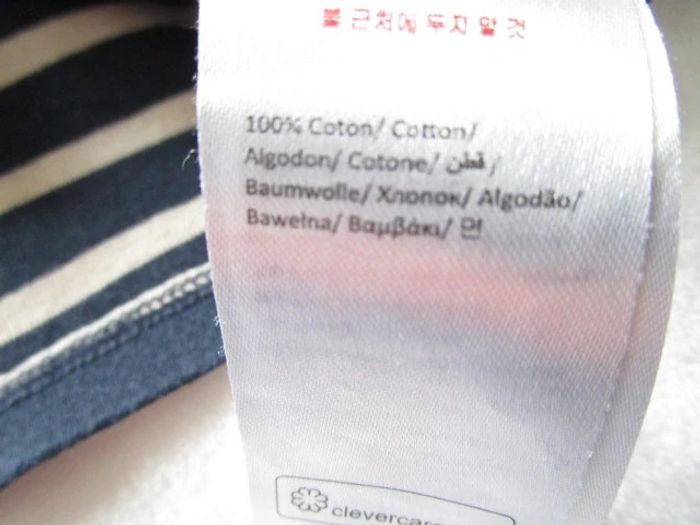 불 근처에 두지 말 것
100% Coton/ Cotton/
Algodon/ Cotone/ قطن/
Baumwolle/ Хлопок/ Algodão/
Bawełna/ Βαμβάκι/ 면
clevercare